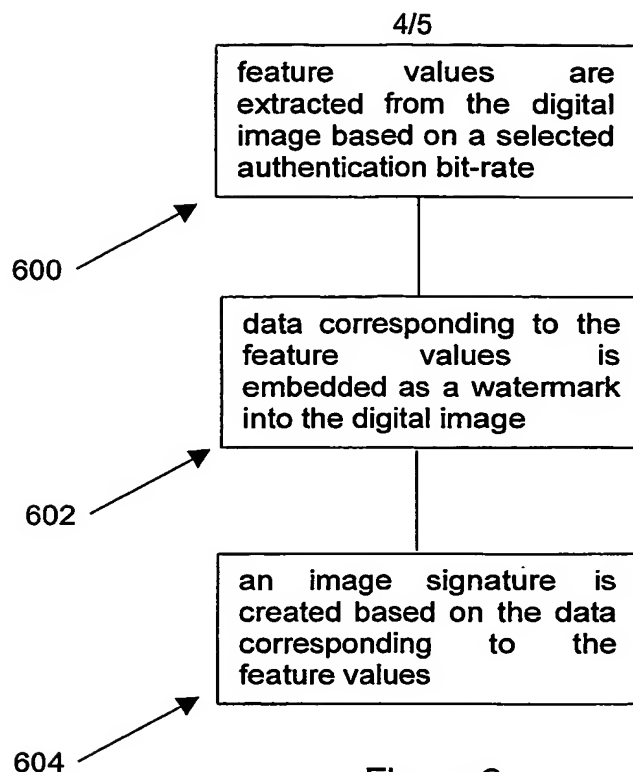 4/5
feature values are
extracted from the digital
image based on a selected
authentication bit-rate
600
data corresponding to the
feature values is
embedded as a watermark
into the digital image
602
an image signature is
created based on the data
corresponding to the
feature values
604